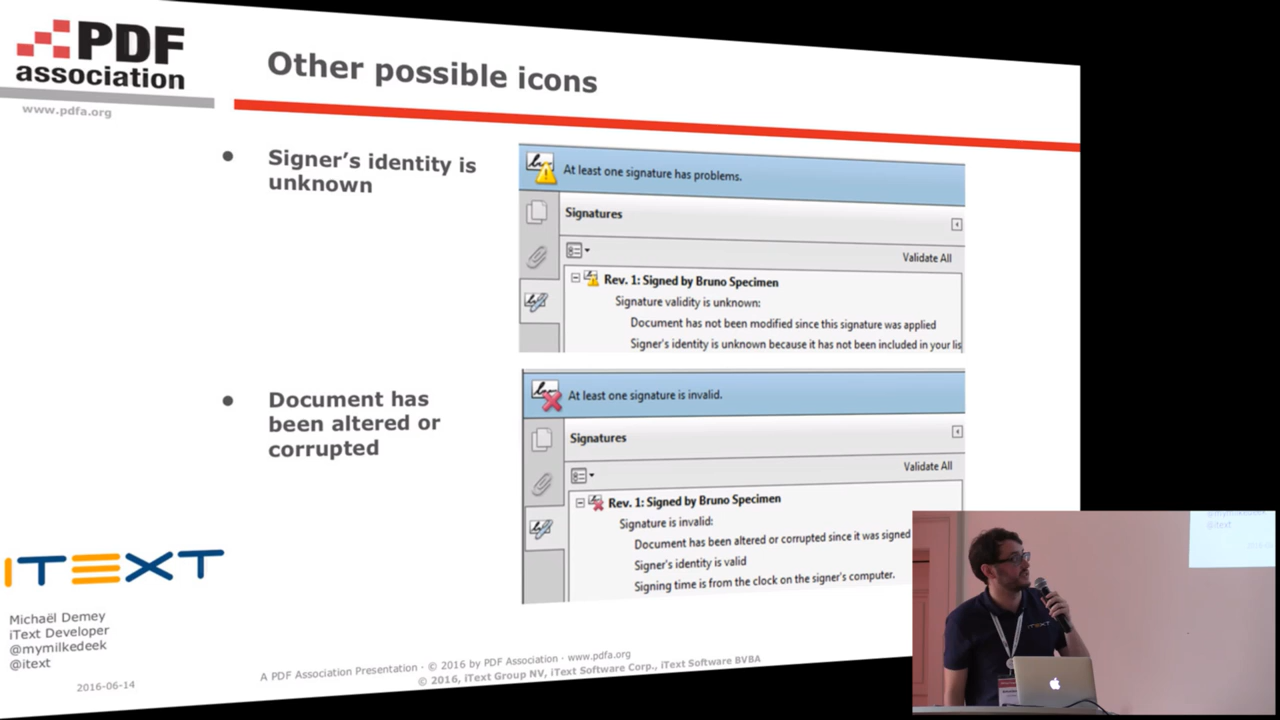 PDF
association
www.pdfa.org
Other possible icons
• Signer's identity is
unknown
At least one signature has problems.
Signatures
Validate All
Rev. 1: Signed by Bruno Specimen
Signature validity is unknown:
Document has not been modified since this signature was applied
Signer's identity is unknown because it has not been included in your lis
• Document has
been altered or
corrupted
At least one signature is invalid.
Signatures
Validate All
Rev. 1: Signed by Bruno Specimen
Signature is invalid:
Document has been altered or corrupted since it was signed
Signer's identity is valid
Signing time is from the clock on the signer's computer.
iTEXT
Michaël Demey
iText Developer
@mymilkedeek
@itext
2016-06-14
A PDF Association Presentation · © 2016 by PDF Association · www.pdfa.org
© 2016, iText Group NV, iText Software Corp., iText Software BVBA
@mymilkedeek
@itext
iTEXT